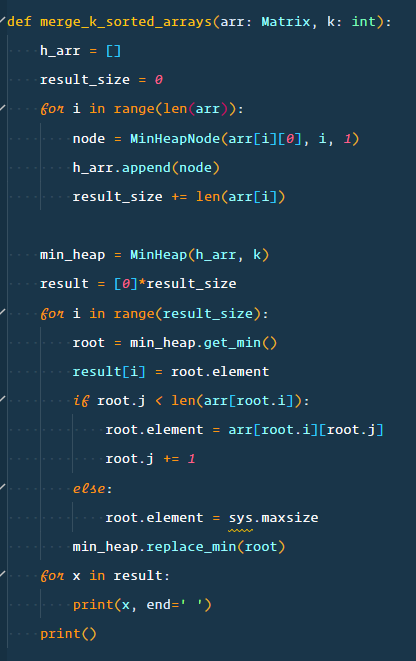 def merge_k_sorted_arrays(arr: Matrix, k: int):
    h_arr = []
    result_size = 0
    for i in range(len(arr)):
        node = MinHeapNode(arr[i][0], i, 1)
        h_arr.append(node)
        result_size += len(arr[i])

    min_heap = MinHeap(h_arr, k)
    result = [0]*result_size
    for i in range(result_size):
        root = min_heap.get_min()
        result[i] = root.element
        if root.j < len(arr[root.i]):
            root.element = arr[root.i][root.j]
            root.j += 1
        else:
            root.element = sys.maxsize
        min_heap.replace_min(root)
    for x in result:
        print(x, end=' ')
    print()